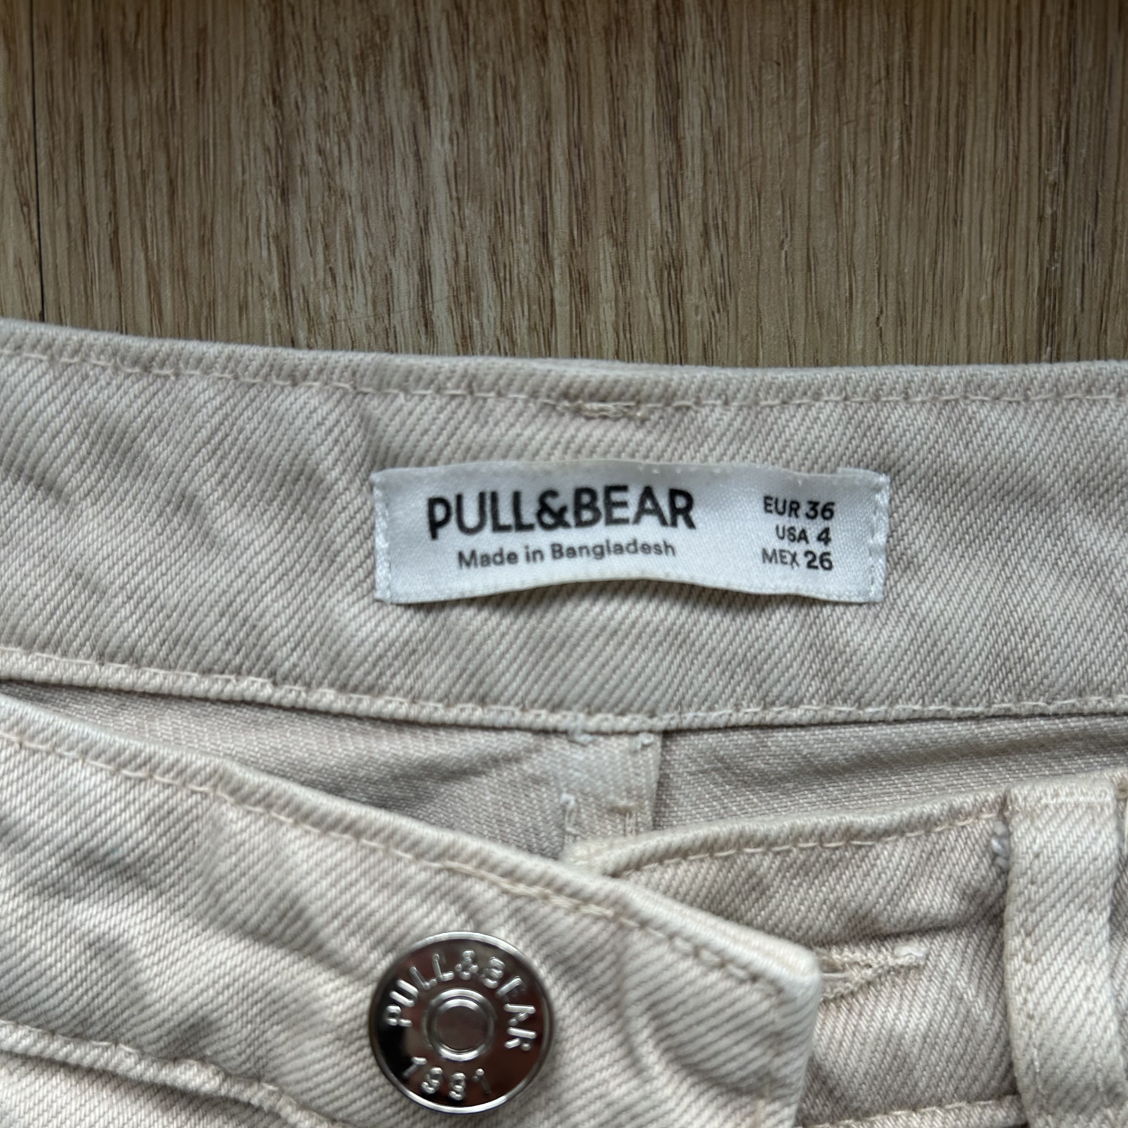 PULL&BEAR
Made in Bangladesh
EUR 36
USA 4
MEX 26
PULL&BEAR
1991